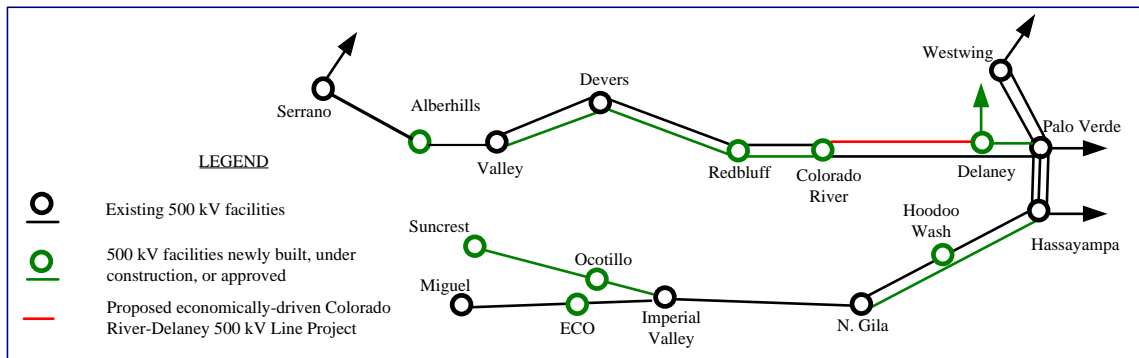 Westwing
Devers
Serrano
Alberhills
Palo Verde
LEGEND
Valley
Redbluff
Colorado
River
Delaney
Existing 500 kV facilities
Suncrest
Hoodoo
Wash
Hassayampa
500 kV facilities newly built, under
construction, or approved
Ocotillo
Miguel
Proposed economically-driven Colorado
River-Delaney 500 kV Line Project
ECO
Imperial
Valley
N. Gila